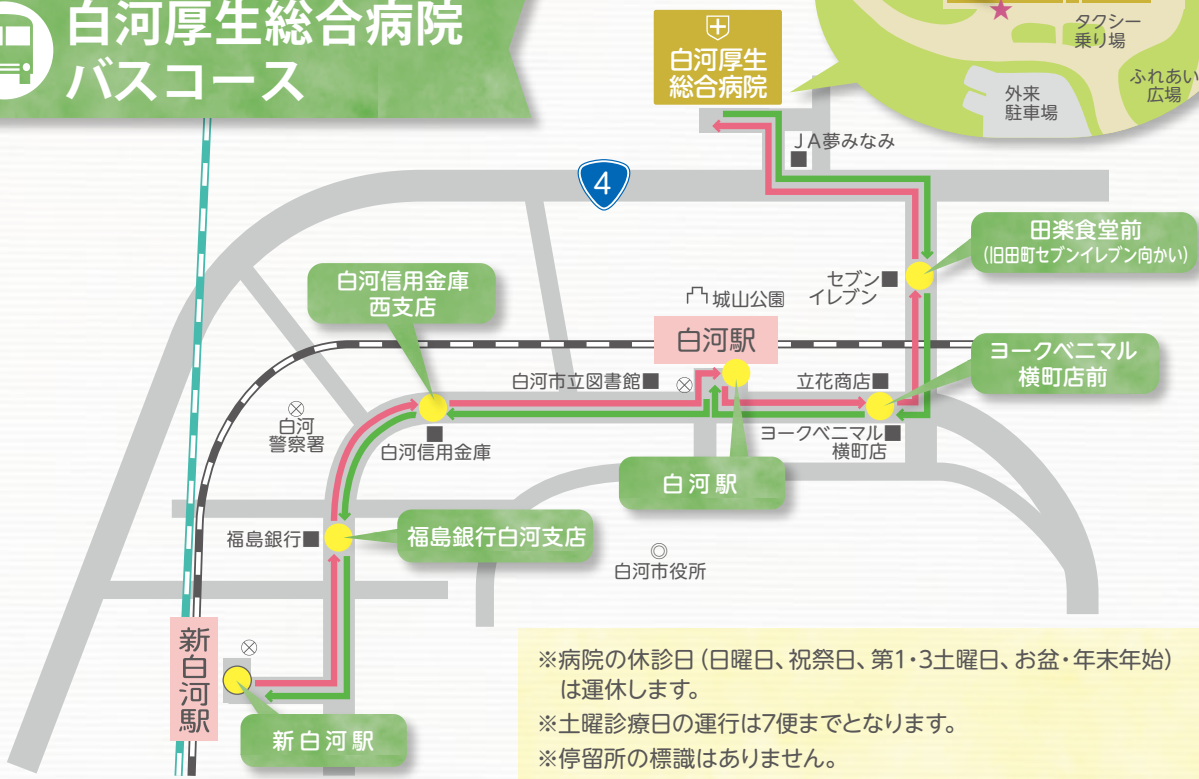 白河厚生総合病院
バスコース
白河厚生
総合病院
タクシー
乗り場
ふれあい
広場
外来
駐車場
JA夢みなみ
4
田楽食堂前
(旧田町セブンイレブン向かい)
白河信用金庫
西支店
セブン
イレブン
城山公園
白河駅
ヨークベニマル
横町店前
白河市立図書館
立花商店
白河
警察署
白河信用金庫
ヨークベニマル
横町店
白河駅
福島銀行
福島銀行白河支店
白河市役所
新白河駅
新白河駅
※病院の休診日(日曜日、祝祭日、第1・3土曜日、お盆・年末年始)
は運休します。
※土曜診療日の運行は7便までとなります。
※停留所の標識はありません。